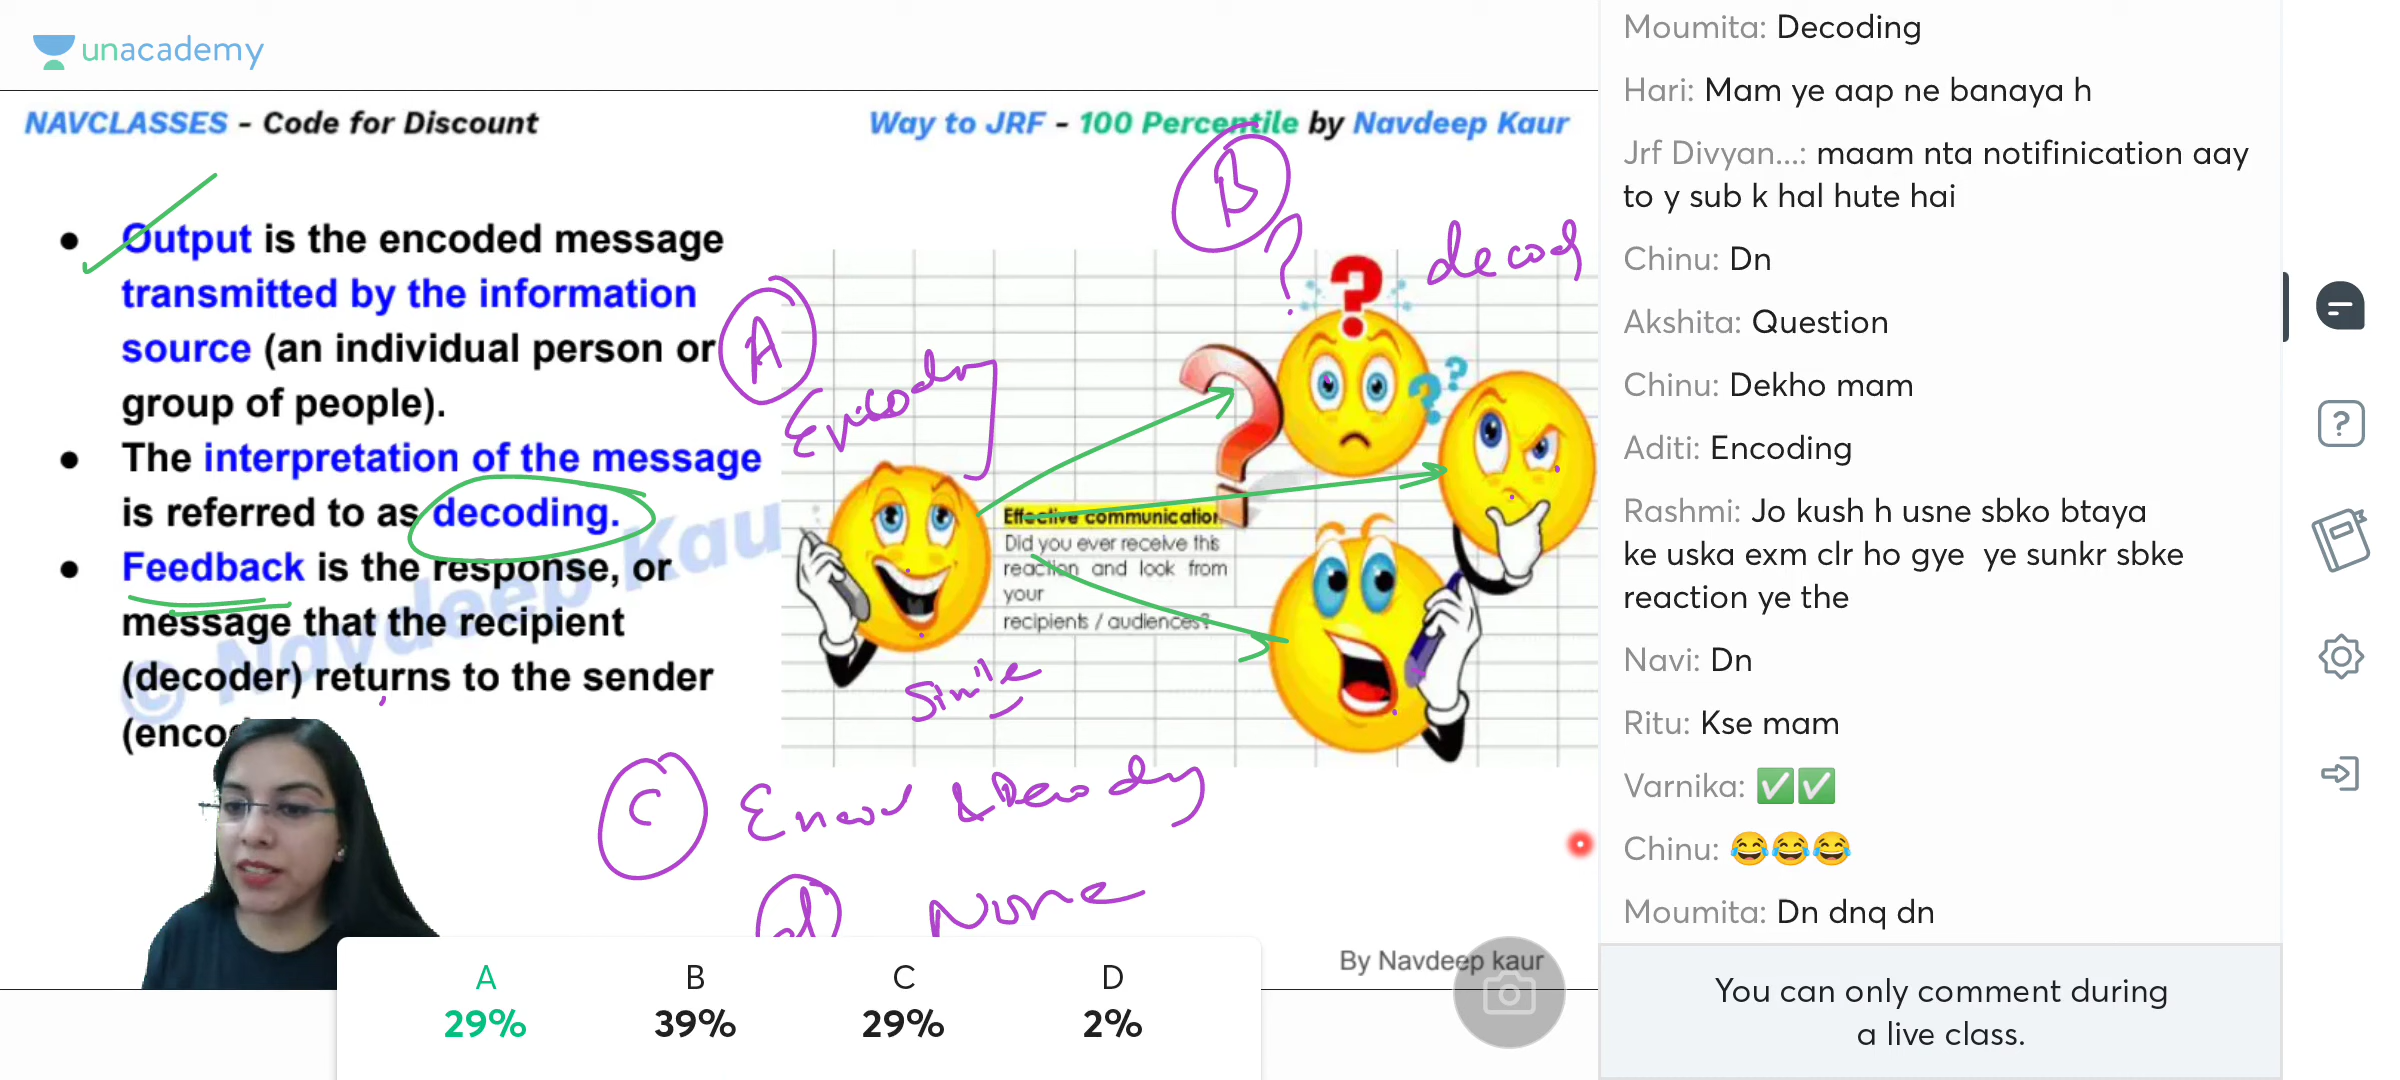 unacademy
NAVCLASSES - Code for Discount
Way to JRF - 100 Percentile by Navdeep Kaur
● Output is the encoded message
transmitted by the information
source (an individual person or
group of people).
● The interpretation of the message
is referred to as decoding.
● Feedback is the response, or
message that the recipient
(decoder) returns to the sender
© Navdeep Kau
A
B
?
Effective communication
Did you ever receive this
reaction and look from
your
recipients / audiences?
C
d) None
By Navdeep kaur
A B C D
29% 39% 29% 2%
Moumita: Decoding
Hari: Mam ye aap ne banaya h
Jrf Divyan...: maam nta notifinication aay
to y sub k hal hute hai
Chinu: Dn
Akshita: Question
Chinu: Dekho mam
Aditi: Encoding
Rashmi: Jo kush h usne sbko btaya
ke uska exm clr ho gye ye sunkr sbke
reaction ye the
Navi: Dn
Ritu: Kse mam
Varnika: ✅✅
Chinu: 😂😂😂
Moumita: Dn dnq dn
You can only comment during
a live class.